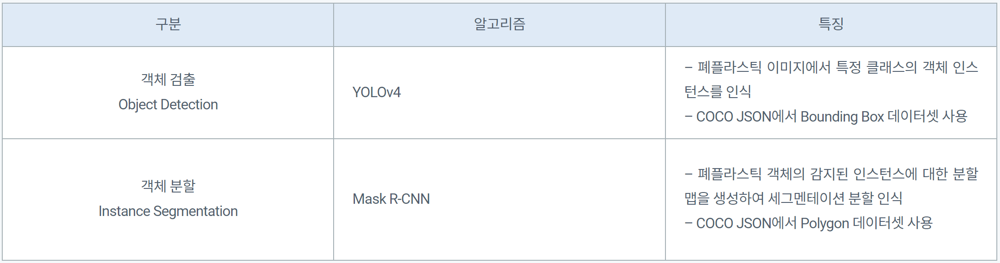 구분
알고리즘
특징
객체 검출
Object Detection
YOLOv4
– 폐플라스틱 이미지에서 특정 클래스의 객체 인스
턴스를 인식
– COCO JSON에서 Bounding Box 데이터셋 사용
객체 분할
Instance Segmentation
Mask R-CNN
– 폐플라스틱 객체의 감지된 인스턴스에 대한 분할
맵을 생성하여 세그멘테이션 분할 인식
– COCO JSON에서 Polygon 데이터셋 사용